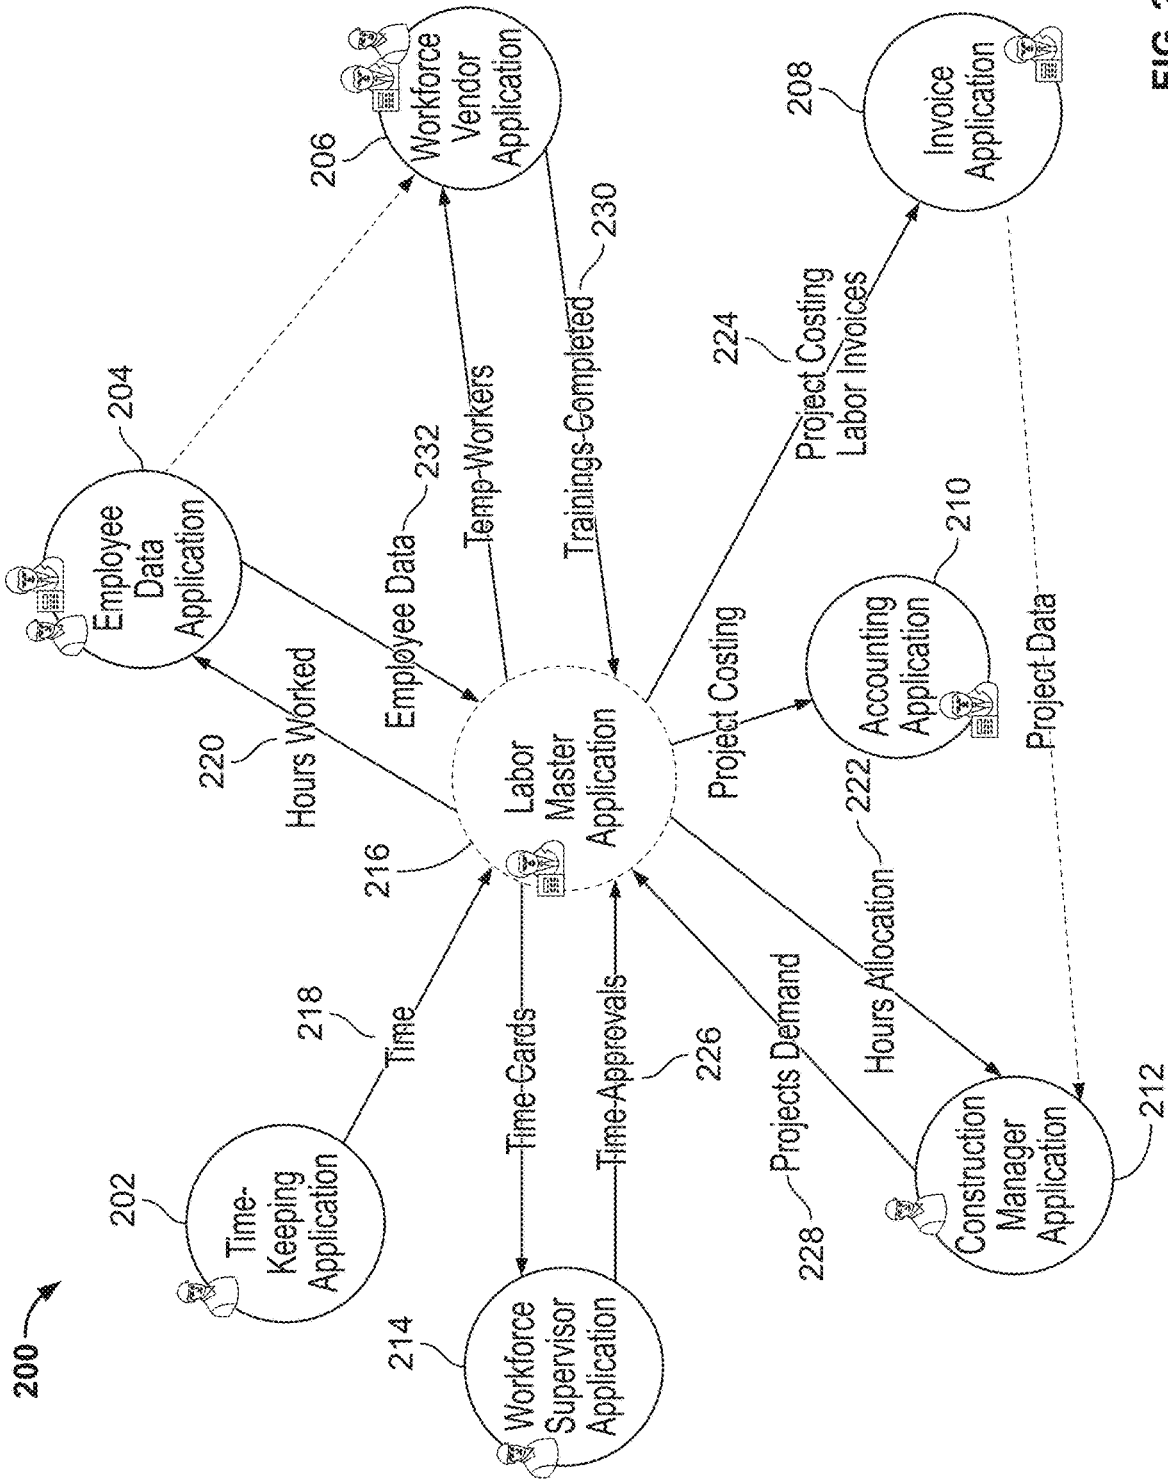 200
202
Time-
Keeping
Application
218
Time
220
Hours Worked
204
Employee
Data
Application
206
Workforce
Vendor
Application
Employee Data
232
Temp Workers
Trainings Completed
230
214
Workforce
Supervisor
Application
Time Cards
Time Approvals
226
216
Labor
Master
Application
Project Costing
224
Project Costing
Labor Invoices
208
Invoice
Application
228
Projects Demand
Hours Allocation
222
210
Accounting
Application
Project Data
212
Construction
Manager
Application